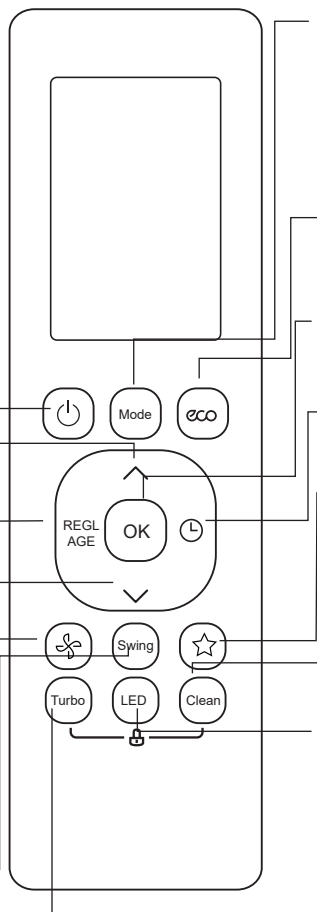 Mode
eco
REGL
AGE
OK
Swing
Turbo
LED
Clean